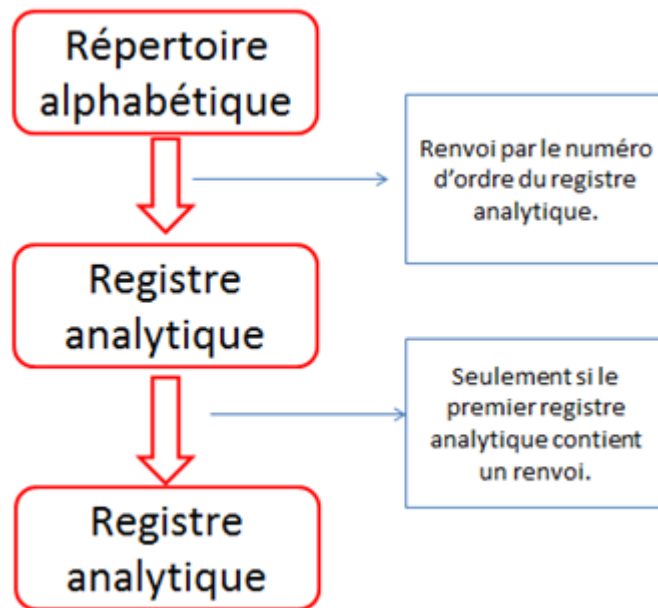 Répertoire
alphabétique
Renvoi par le numéro
d'ordre du registre
analytique.
Registre
analytique
Seulement si le
premier registre
analytique contient
un renvoi.
Registre
analytique